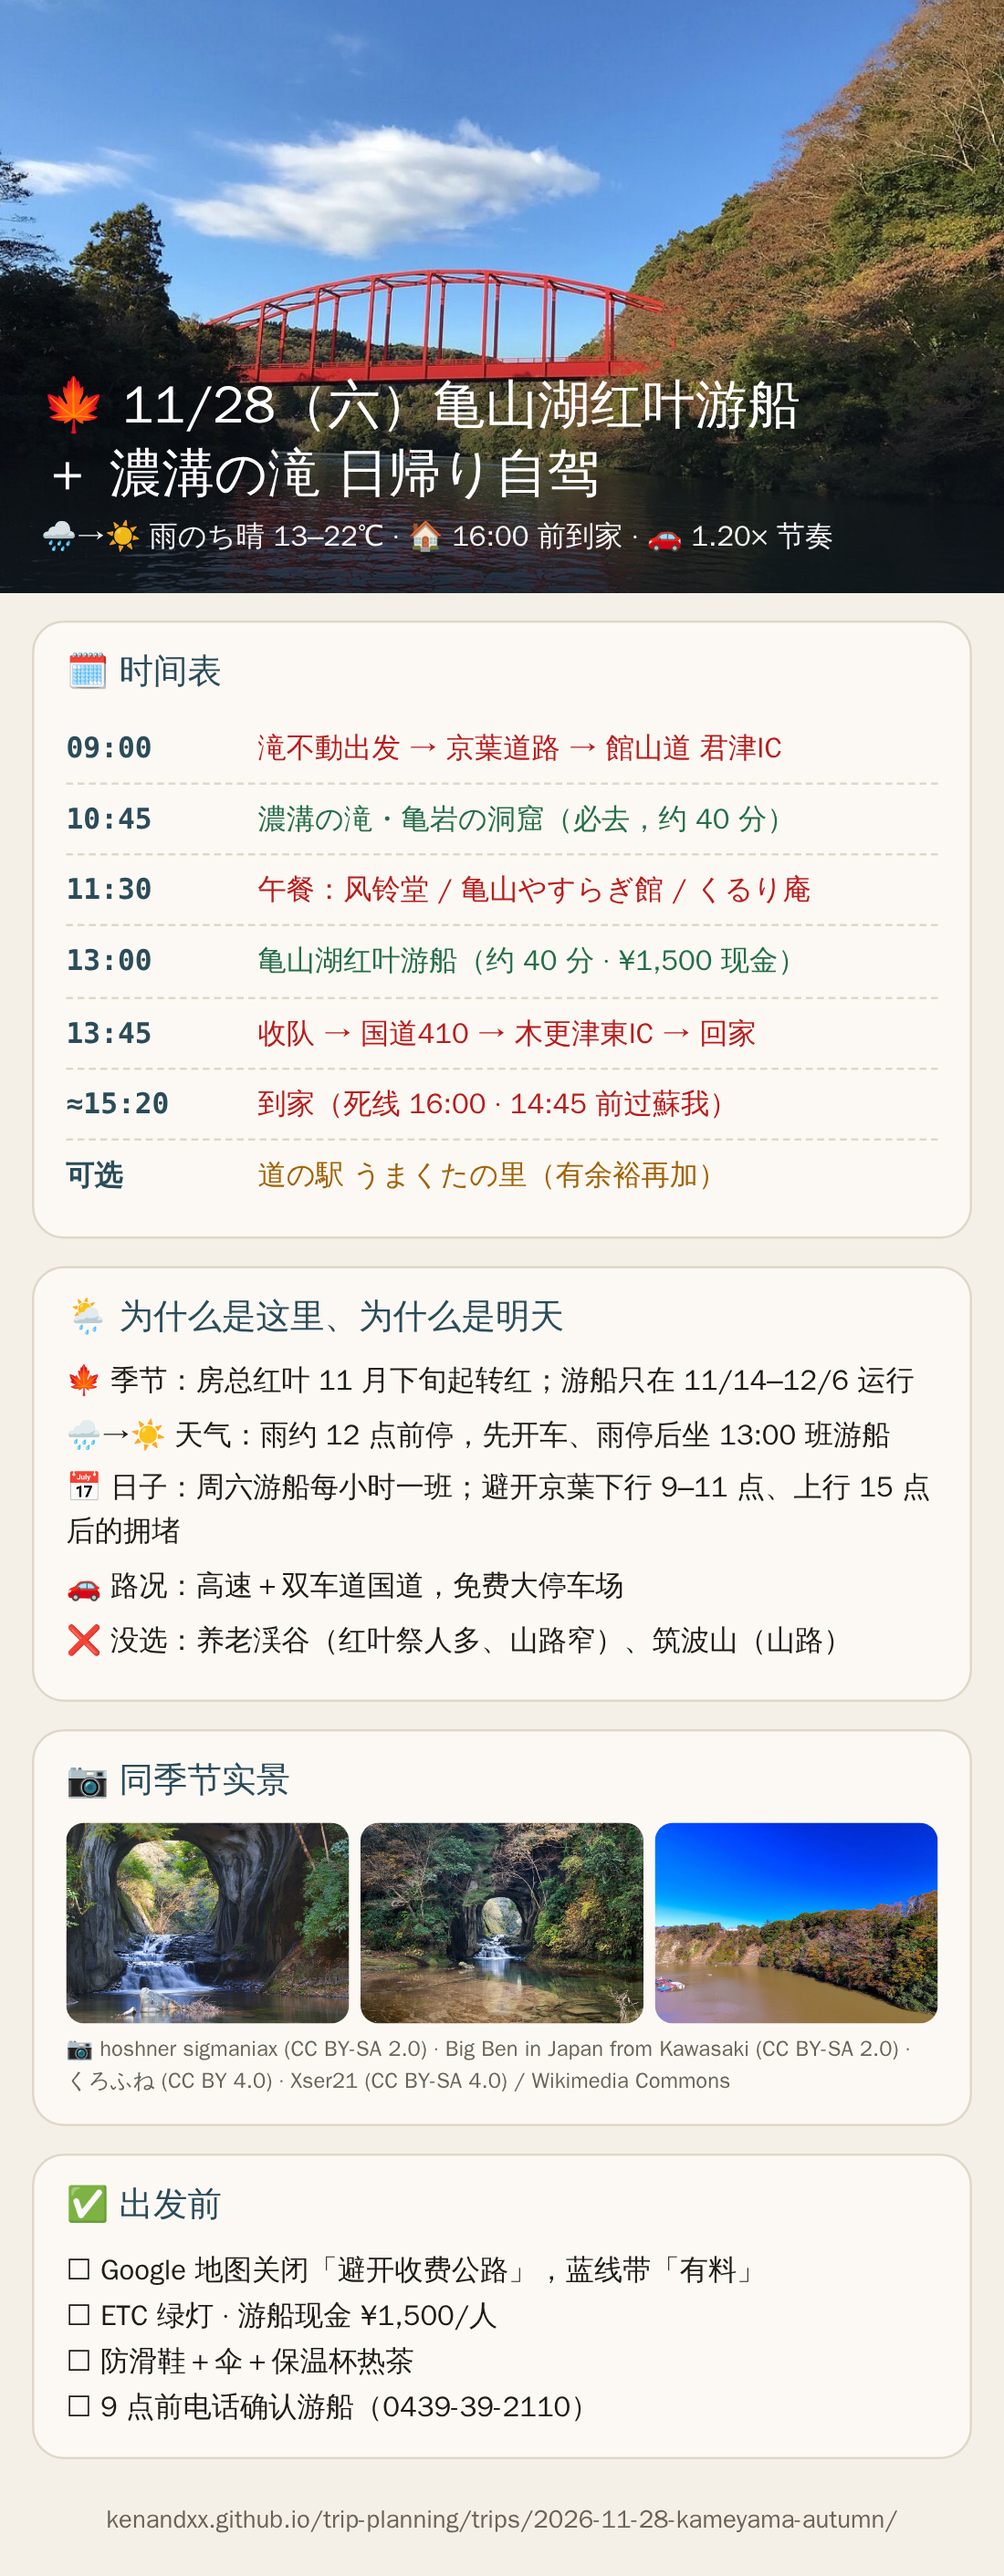 🍁 11/28（六）亀山湖红叶游船
＋ 濃溝の滝 日帰り自驾
🌧️→☀️ 雨のち晴 13–22℃ · 🏠 16:00 前到家 · 🚗 1.20× 节奏
🗓️ 时间表
09:00 滝不動出发 → 京葉道路 → 館山道 君津IC
10:45 濃溝の滝・亀岩の洞窟（必去，约 40 分）
11:30 午餐：风铃堂 / 亀山やすらぎ館 / くるり庵
13:00 亀山湖红叶游船（约 40 分 · ¥1,500 现金）
13:45 收队 → 国道410 → 木更津東IC → 回家
≈15:20 到家（死线 16:00 · 14:45 前过蘇我）
可选 道の駅 うまくたの里（有余裕再加）
🌦️ 为什么是这里、为什么是明天
🍁 季节：房总红叶 11 月下旬起转红；游船只在 11/14–12/6 运行
🌧️→☀️ 天气：雨约 12 点前停，先开车、雨停后坐 13:00 班游船
📅 日子：周六游船每小时一班；避开京葉下行 9–11 点、上行 15 点
后的拥堵
🚗 路况：高速＋双车道国道，免费大停车场
❌ 没选：养老渓谷（红叶祭人多、山路窄）、筑波山（山路）
📷 同季节实景
📷 hoshner sigmaniax (CC BY-SA 2.0) · Big Ben in Japan from Kawasaki (CC BY-SA 2.0) ·
くろふね (CC BY 4.0) · Xser21 (CC BY-SA 4.0) / Wikimedia Commons
✅ 出发前
☐ Google 地图关闭「避开收费公路」，蓝线带「有料」
☐ ETC 绿灯 · 游船现金 ¥1,500/人
☐ 防滑鞋＋伞＋保温杯热茶
☐ 9 点前电话确认游船（0439-39-2110）
kenandxx.github.io/trip-planning/trips/2026-11-28-kameyama-autumn/